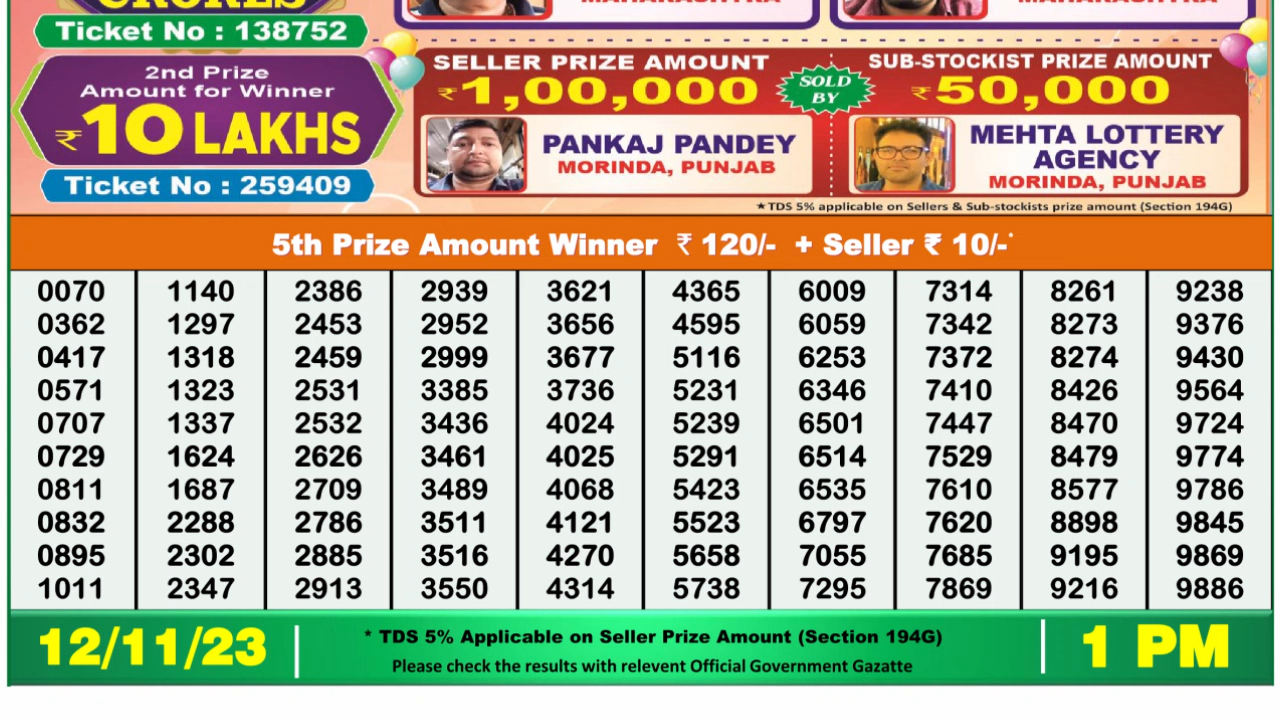 CRORES
Ticket No : 138752
MAHARASHTRA
MAHARASHTRA
2nd Prize
Amount for Winner
₹10 LAKHS
Ticket No : 259409
SELLER PRIZE AMOUNT
₹1,00,000
SOLD
BY
SUB-STOCKIST PRIZE AMOUNT
₹50,000
PANKAJ PANDEY
MORINDA, PUNJAB
MEHTA LOTTERY
AGENCY
MORINDA, PUNJAB
★TDS 5% applicable on Sellers & Sub-stockists prize amount (Section 194G)
5th Prize Amount Winner ₹ 120/- + Seller ₹ 10/-*
0070 1140 2386 2939 3621 4365 6009 7314 8261 9238
0362 1297 2453 2952 3656 4595 6059 7342 8273 9376
0417 1318 2459 2999 3677 5116 6253 7372 8274 9430
0571 1323 2531 3385 3736 5231 6346 7410 8426 9564
0707 1337 2532 3436 4024 5239 6501 7447 8470 9724
0729 1624 2626 3461 4025 5291 6514 7529 8479 9774
0811 1687 2709 3489 4068 5423 6535 7610 8577 9786
0832 2288 2786 3511 4121 5523 6797 7620 8898 9845
0895 2302 2885 3516 4270 5658 7055 7685 9195 9869
1011 2347 2913 3550 4314 5738 7295 7869 9216 9886
12/11/23
* TDS 5% Applicable on Seller Prize Amount (Section 194G)
Please check the results with relevent Official Government Gazatte
1 PM